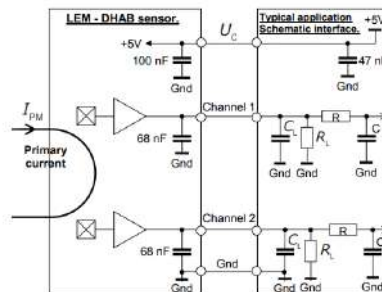 LEM - DHAB sensor.
U_C
Typical application
Schematic interface.
+5V
+5V
100 nF
47 n
Gnd
Gnd
I_PM
Channel 1
C_L
R_L
R
C
68 nF
Primary
current
Gnd
Gnd
Gnd
Gnd
Channel 2
C_L
R_L
R
C
68 nF
Gnd
Gnd
Gnd
Gnd
Gnd